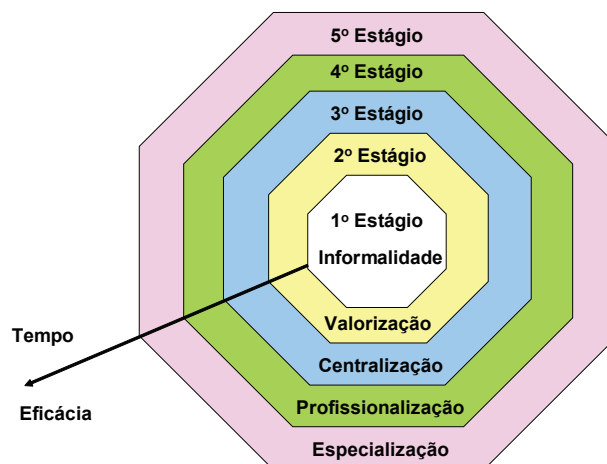 5º Estágio
4º Estágio
3º Estágio
2º Estágio
1º Estágio
Informalidade
Valorização
Tempo
Centralização
Eficácia
Profissionalização
Especialização